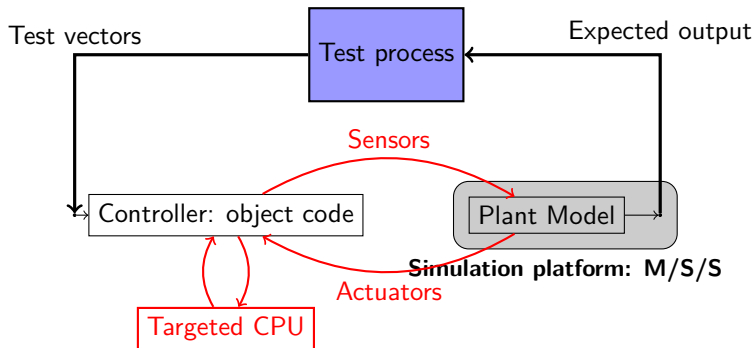 Test vectors
Test process
Expected output
Sensors
Controller: object code
Plant Model
Simulation platform: M/S/S
Actuators
Targeted CPU